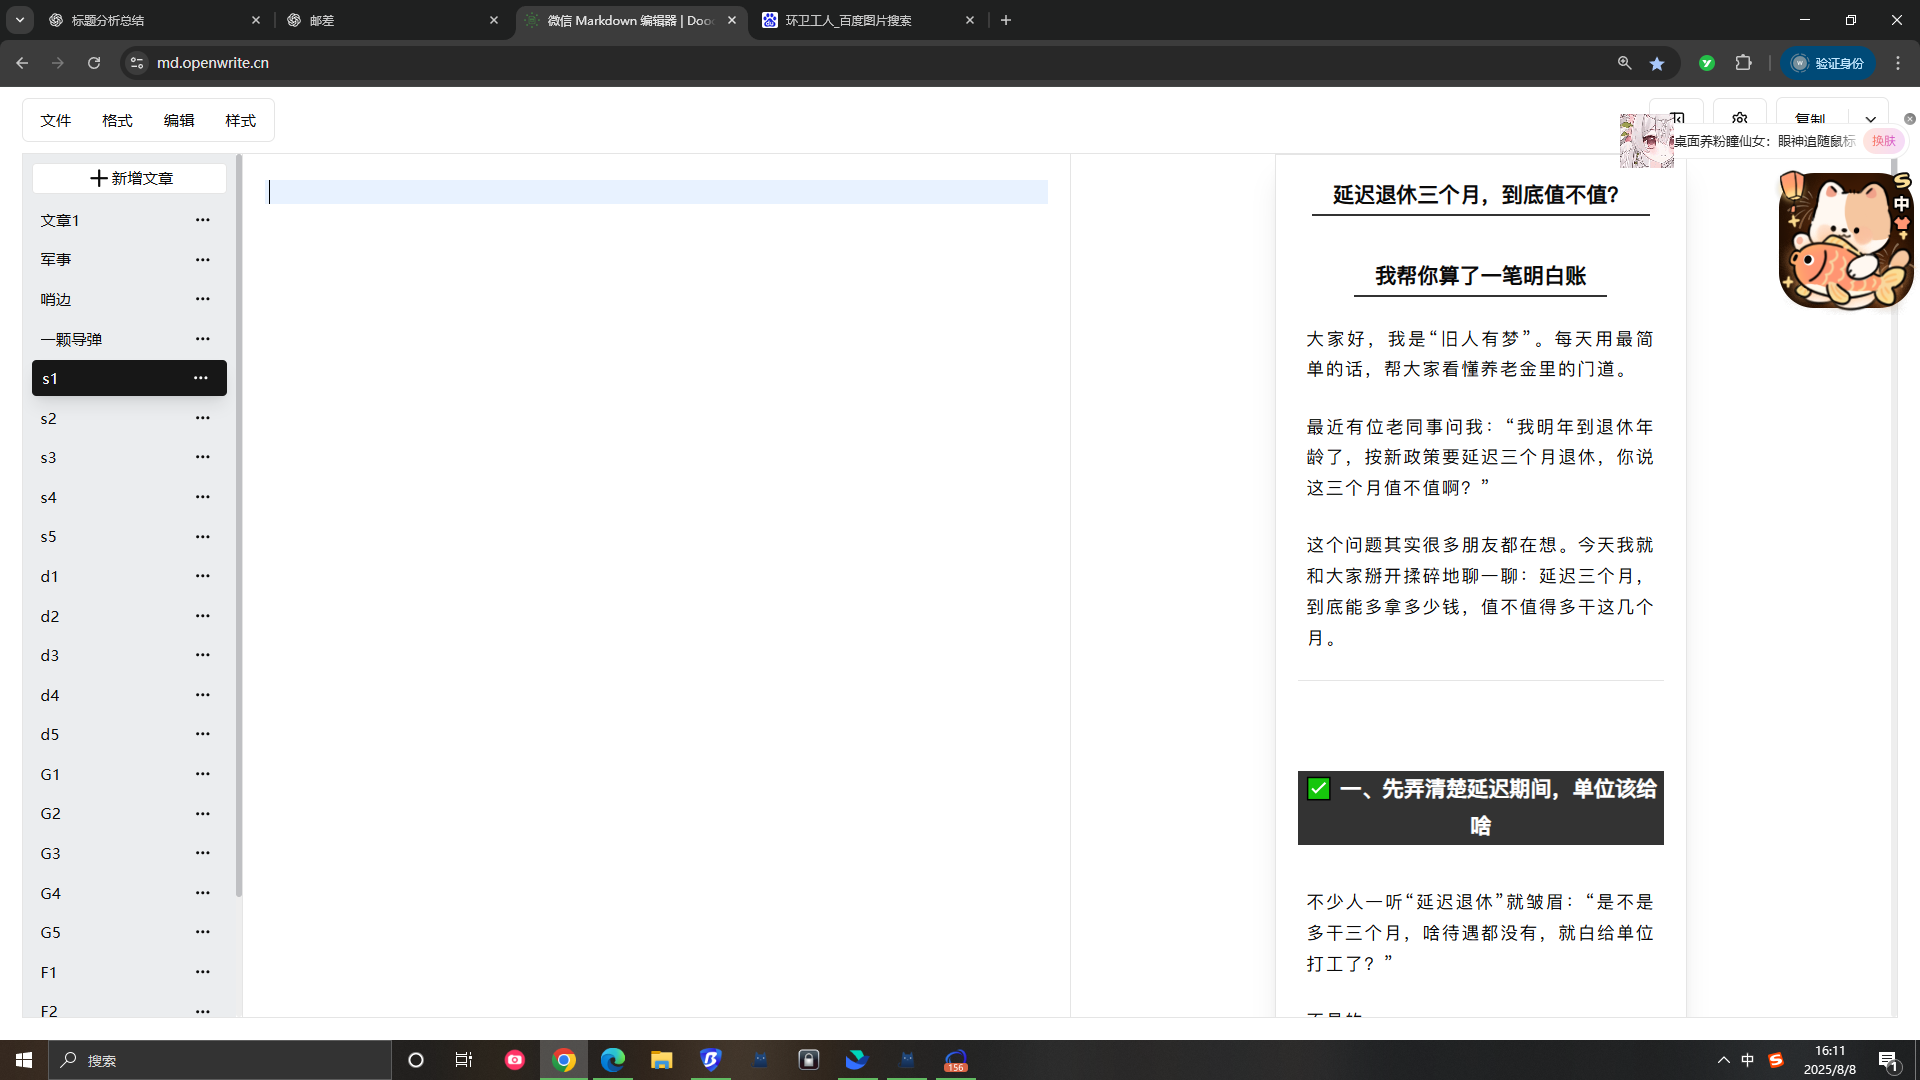 标题分析总结
邮差
微信 Markdown 编辑器 | Dooc
环卫工人_百度图片搜索
md.openwrite.cn
验证身份
文件
格式
编辑
样式
复制
桌面养粉瞳仙女：眼神追随鼠标
换肤
中
新增文章
文章1
军事
哨边
一颗导弹
s1
s2
s3
s4
s5
d1
d2
d3
d4
d5
G1
G2
G3
G4
G5
F1
F2
延迟退休三个月，到底值不值？
我帮你算了一笔明白账
大家好，我是“旧人有梦”。每天用最简
单的话，帮大家看懂养老金里的门道。
最近有位老同事问我：“我明年到退休年
龄了，按新政策要延迟三个月退休，你说
这三个月值不值啊？”
这个问题其实很多朋友都在想。今天我就
和大家掰开揉碎地聊一聊：延迟三个月，
到底能多拿多少钱，值不值得多干这几个
月。
✅ 一、先弄清楚延迟期间，单位该给
啥
不少人一听“延迟退休”就皱眉：“是不是
多干三个月，啥待遇都没有，就白给单位
打工了？”
搜索
156
中
16:11
2025/8/8
1